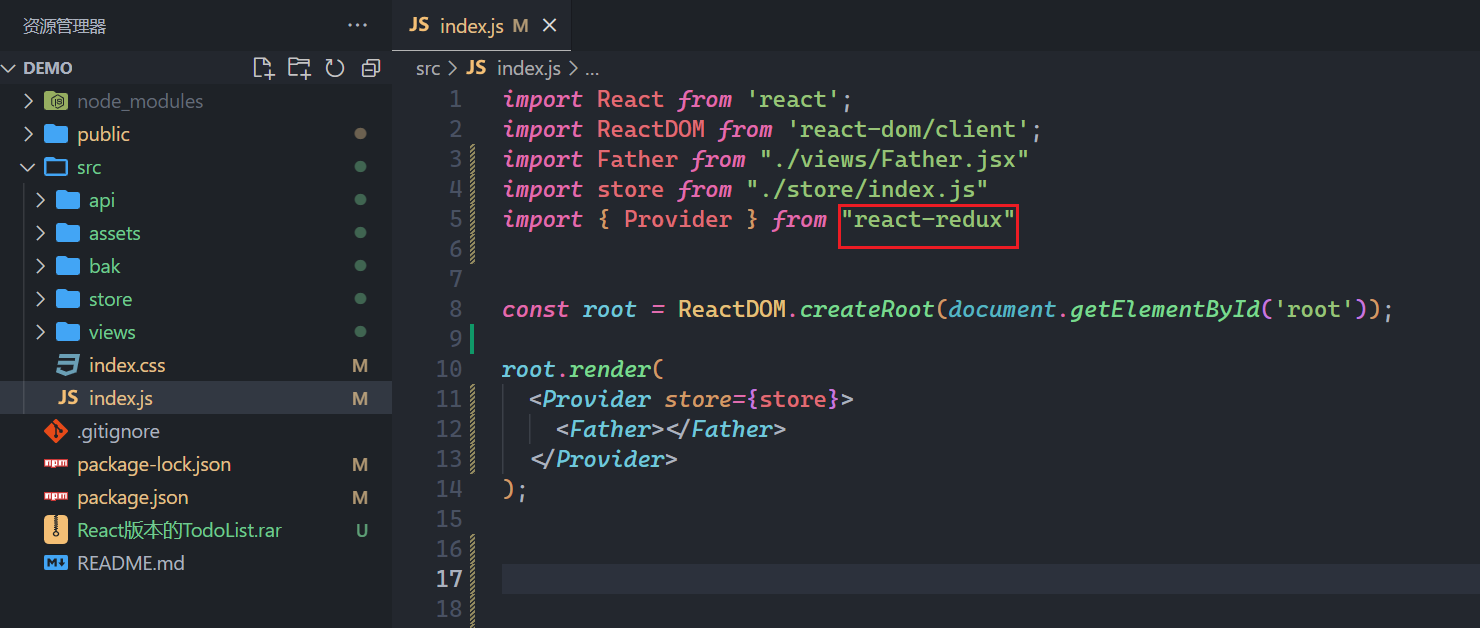 资源管理器 ...
DEMO
node_modules
public
src
api
assets
bak
store
views
index.css M
JS index.js M
.gitignore
npm package-lock.json M
npm package.json M
React版本的TodoList.rar U
README.md
JS index.js M
src > JS index.js > ...
1 import React from 'react';
2 import ReactDOM from 'react-dom/client';
3 import Father from "./views/Father.jsx"
4 import store from "./store/index.js"
5 import { Provider } from "react-redux"
6
7
8 const root = ReactDOM.createRoot(document.getElementById('root'));
9
10 root.render(
11 <Provider store={store}>
12 <Father></Father>
13 </Provider>
14 );
15
16
17
18